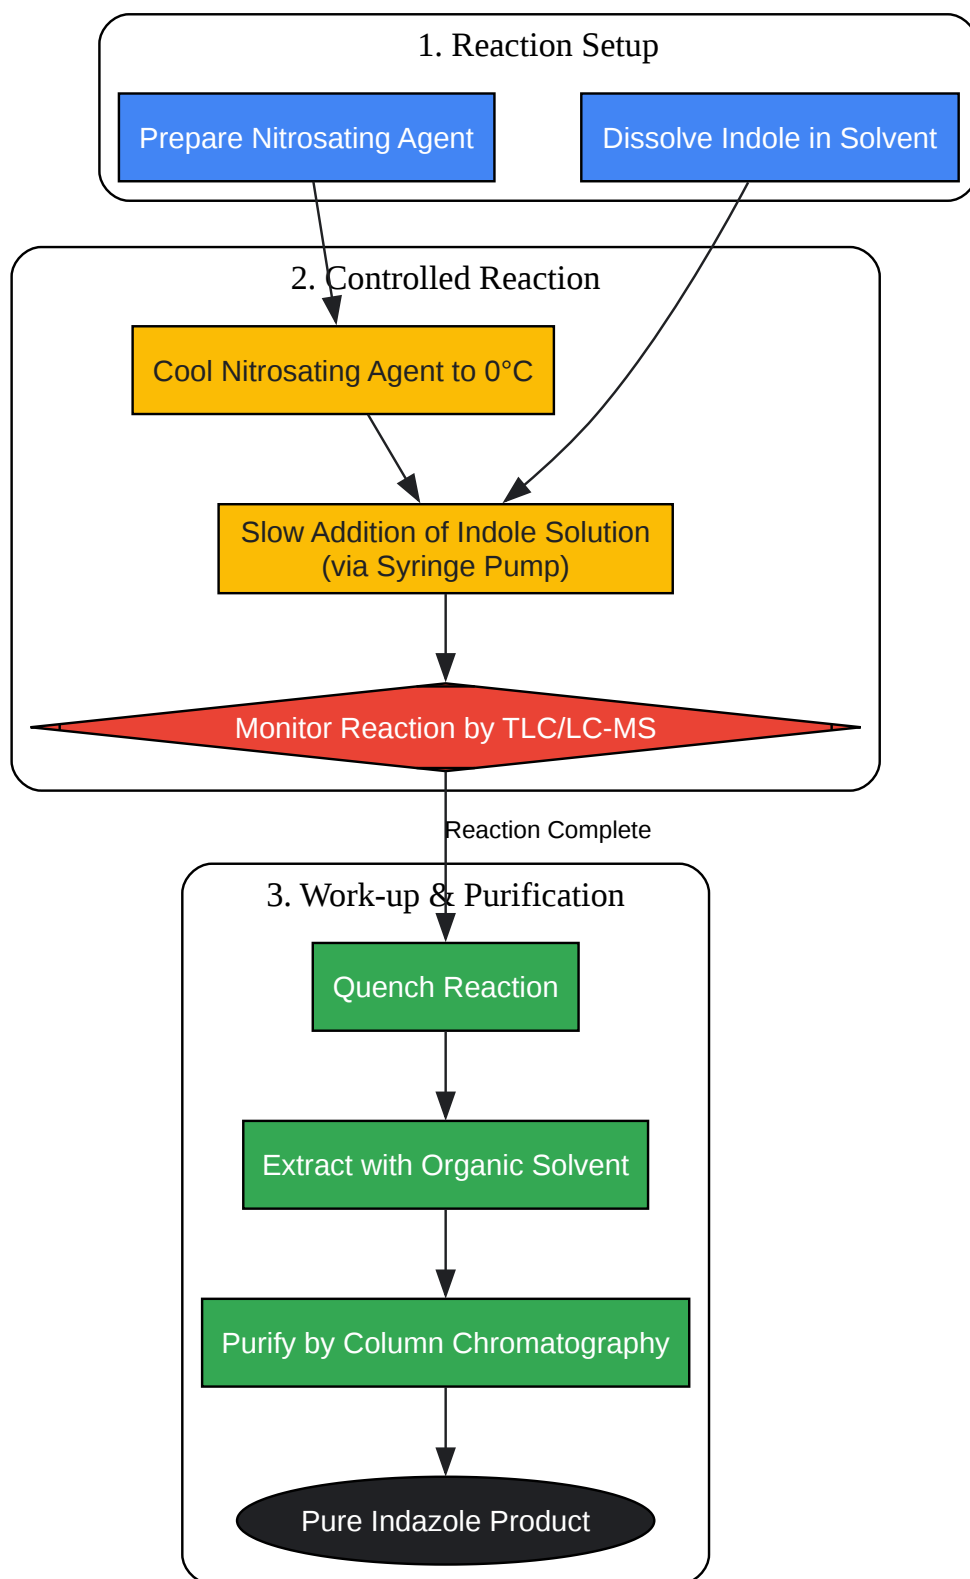 1. Reaction Setup
Prepare Nitrosating Agent
Dissolve Indole in Solvent
2. Controlled Reaction
Cool Nitrosating Agent to 0°C
Slow Addition of Indole Solution
(via Syringe Pump)
Monitor Reaction by TLC/LC-MS
Reaction Complete
3. Work-up & Purification
Quench Reaction
Extract with Organic Solvent
Purify by Column Chromatography
Pure Indazole Product